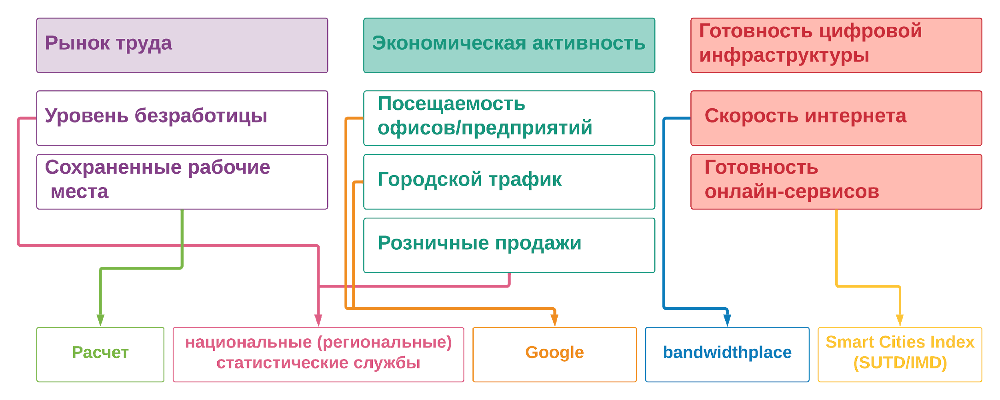 Рынок труда
Экономическая активность
Готовность цифровой
инфраструктуры
Уровень безработицы
Посещаемость
офисов/предприятий
Скорость интернета
Сохраненные рабочие
места
Городской трафик
Готовность
онлайн-сервисов
Розничные продажи
Расчет
национальные (региональные)
статистические службы
Google
bandwidthplace
Smart Cities Index
(SUTD/IMD)